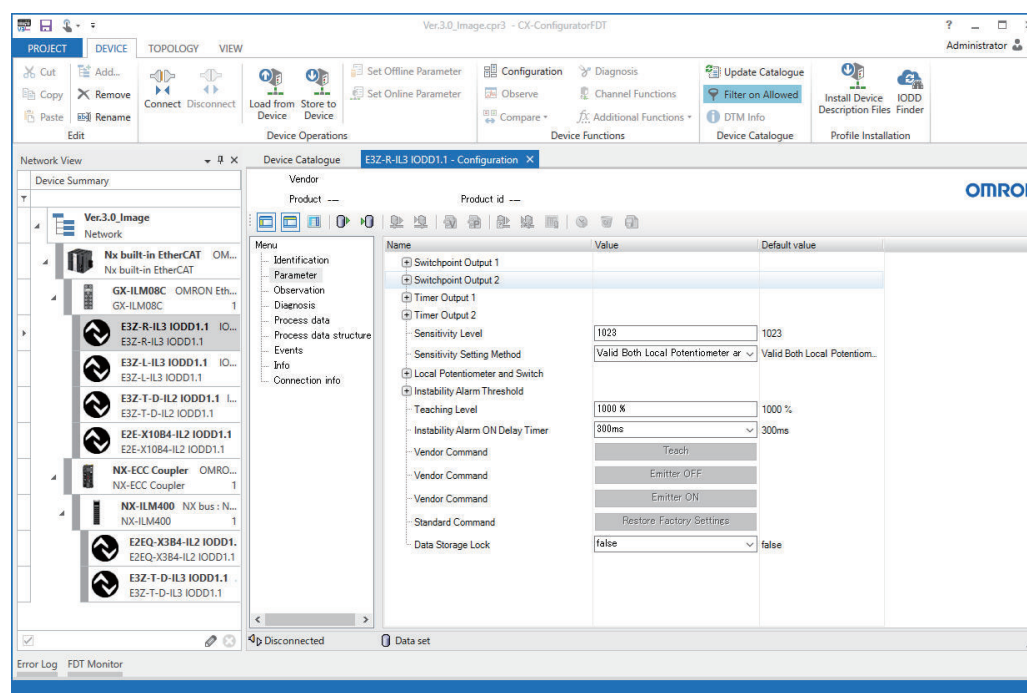 Ver.3.0_Image.cpr3 - CX-ConfiguratorFDT
?
PROJECT DEVICE TOPOLOGY VIEW Administrator
Cut Add...
Copy Remove
Paste Rename
Connect Disconnect
Edit
Load from Device Store to Device
Set Offline Parameter
Set Online Parameter
Device Operations
Configuration Diagnosis
Observe Channel Functions
Compare Additional Functions
Device Functions
Update Catalogue
Filter on Allowed
DTM Info
Device Catalogue
Install Device Description Files IODD Finder
Profile Installation
Network View Device Catalogue E3Z-R-IL3 IODD1.1 - Configuration
Device Summary
Ver.3.0_Image
Network
Nx built-in EtherCAT OM...
Nx built-in EtherCAT
GX-ILM08C OMRON Eth...
GX-ILM08C 1
E3Z-R-IL3 IODD1.1 IO...
E3Z-R-IL3 IODD1.1
E3Z-L-IL3 IODD1.1 IO...
E3Z-L-IL3 IODD1.1
E3Z-T-D-IL2 IODD1.1 I...
E3Z-T-D-IL2 IODD1.1
E2E-X10B4-IL2 IODD1.1
E2E-X10B4-IL2 IODD1.1
NX-ECC Coupler OMRO...
NX-ECC Coupler 1
NX-ILM400 NX bus : N...
NX-ILM400 1
E2EQ-X3B4-IL2 IODD1.
E2EQ-X3B4-IL2 IODD1.1
E3Z-T-D-IL3 IODD1.1
E3Z-T-D-IL3 IODD1.1
Vendor
Product --- Product id ---
OMRO
Menu
Identification
Parameter
Observation
Diagnosis
Process data
Process data structure
Events
Info
Connection info
Name Value Default value
Switchpoint Output 1
Switchpoint Output 2
Timer Output 1
Timer Output 2
Sensitivity Level 1023 1023
Sensitivity Setting Method Valid Both Local Potentiometer ar Valid Both Local Potentiom...
Local Potentiometer and Switch
Instability Alarm Threshold
Teaching Level 1000 % 1000 %
Instability Alarm ON Delay Timer 300ms 300ms
Vendor Command Teach
Vendor Command Emitter OFF
Vendor Command Emitter ON
Standard Command Restore Factory Settings
Data Storage Lock false false
Disconnected Data set
Error Log FDT Monitor